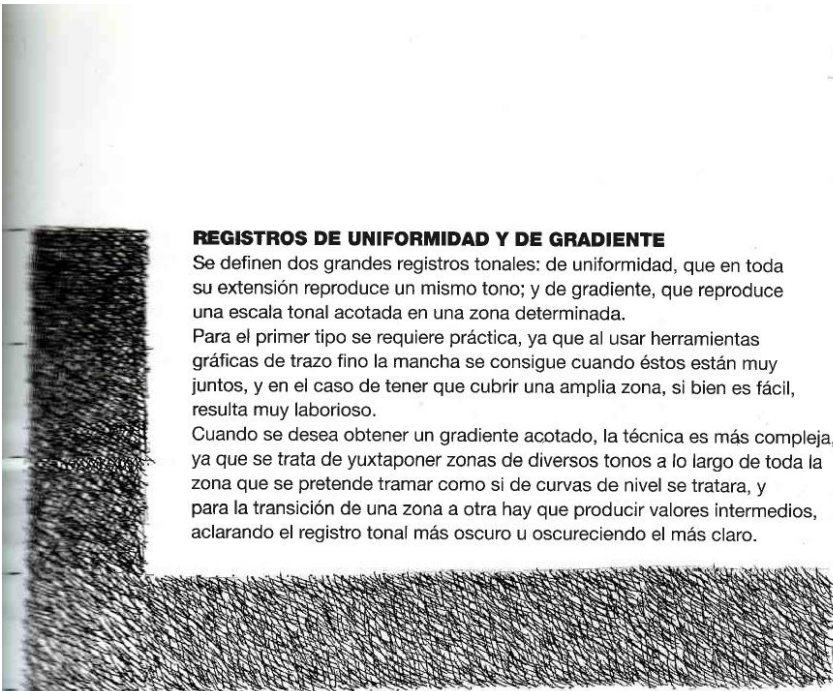 REGISTROS DE UNIFORMIDAD Y DE GRADIENTE
Se definen dos grandes registros tonales: de uniformidad, que en toda
su extensión reproduce un mismo tono; y de gradiente, que reproduce
una escala tonal acotada en una zona determinada.
Para el primer tipo se requiere práctica, ya que al usar herramientas
gráficas de trazo fino la mancha se consigue cuando éstos están muy
juntos, y en el caso de tener que cubrir una amplia zona, si bien es fácil,
resulta muy laborioso.
Cuando se desea obtener un gradiente acotado, la técnica es más compleja,
ya que se trata de yuxtaponer zonas de diversos tonos a lo largo de toda la
zona que se pretende tramar como si de curvas de nivel se tratara, y
para la transición de una zona a otra hay que producir valores intermedios,
aclarando el registro tonal más oscuro u oscureciendo el más claro.